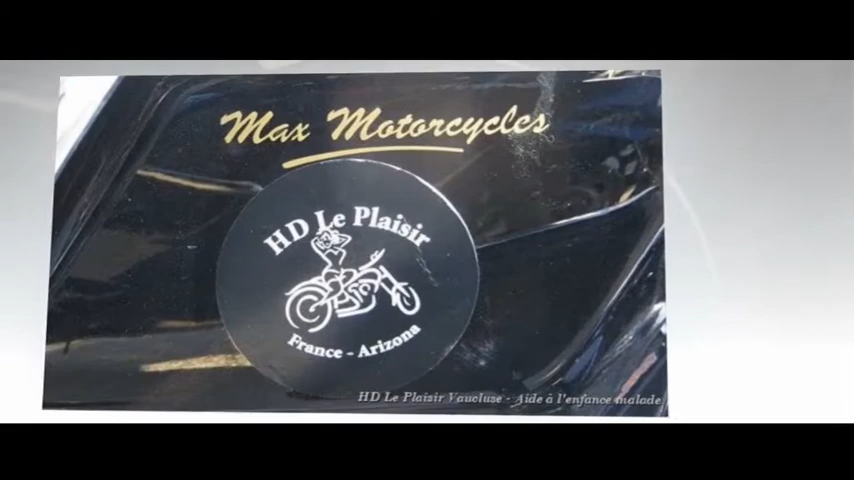 Max Motorcycles
HD Le Plaisir
France - Arizona
HD Le Plaisir Vaucluse - Aide à l'enfance malade